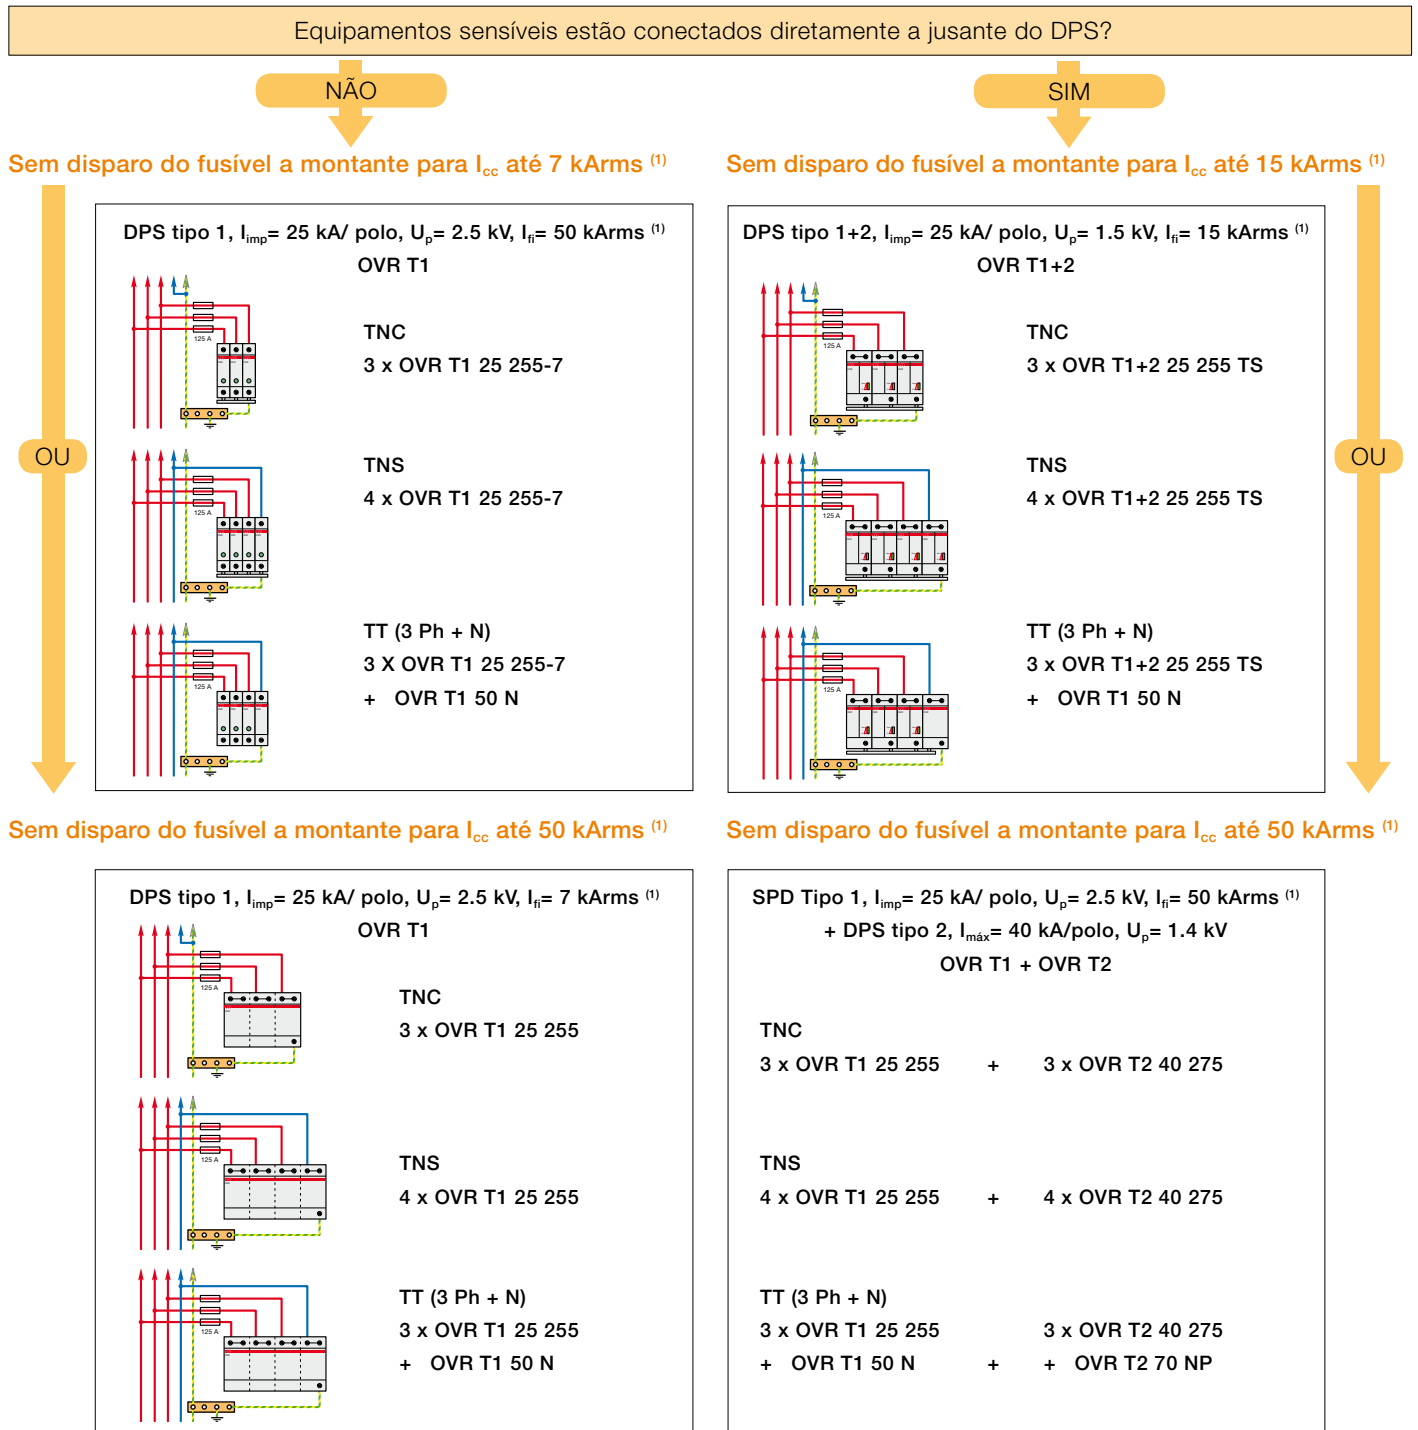 Equipamentos sensíveis estão conectados diretamente a jusante do DPS?
NÃO
SIM
Sem disparo do fusível a montante para Icc até 7 kArms (1)
Sem disparo do fusível a montante para Icc até 15 kArms (1)
OU
DPS tipo 1, Iimp= 25 kA/ polo, Up= 2.5 kV, Ifi= 50 kArms (1)
OVR T1
125 A
TNC
3 x OVR T1 25 255-7
125 A
TNS
4 x OVR T1 25 255-7
125 A
TT (3 Ph + N)
3 X OVR T1 25 255-7
+ OVR T1 50 N
DPS tipo 1+2, Iimp= 25 kA/ polo, Up= 1.5 kV, Ifi= 15 kArms (1)
OVR T1+2
125 A
TNC
3 x OVR T1+2 25 255 TS
125 A
TNS
4 x OVR T1+2 25 255 TS
125 A
TT (3 Ph + N)
3 x OVR T1+2 25 255 TS
+ OVR T1 50 N
OU
Sem disparo do fusível a montante para Icc até 50 kArms (1)
Sem disparo do fusível a montante para Icc até 50 kArms (1)
DPS tipo 1, Iimp= 25 kA/ polo, Up= 2.5 kV, Ifi= 7 kArms (1)
OVR T1
125 A
TNC
3 x OVR T1 25 255
125 A
TNS
4 x OVR T1 25 255
125 A
TT (3 Ph + N)
3 x OVR T1 25 255
+ OVR T1 50 N
SPD Tipo 1, Iimp= 25 kA/ polo, Up= 2.5 kV, Ifi= 50 kArms (1)
+ DPS tipo 2, Imáx= 40 kA/polo, Up= 1.4 kV
OVR T1 + OVR T2
TNC
3 x OVR T1 25 255 + 3 x OVR T2 40 275
TNS
4 x OVR T1 25 255 + 4 x OVR T2 40 275
TT (3 Ph + N)
3 x OVR T1 25 255 3 x OVR T2 40 275
+ OVR T1 50 N + + OVR T2 70 NP